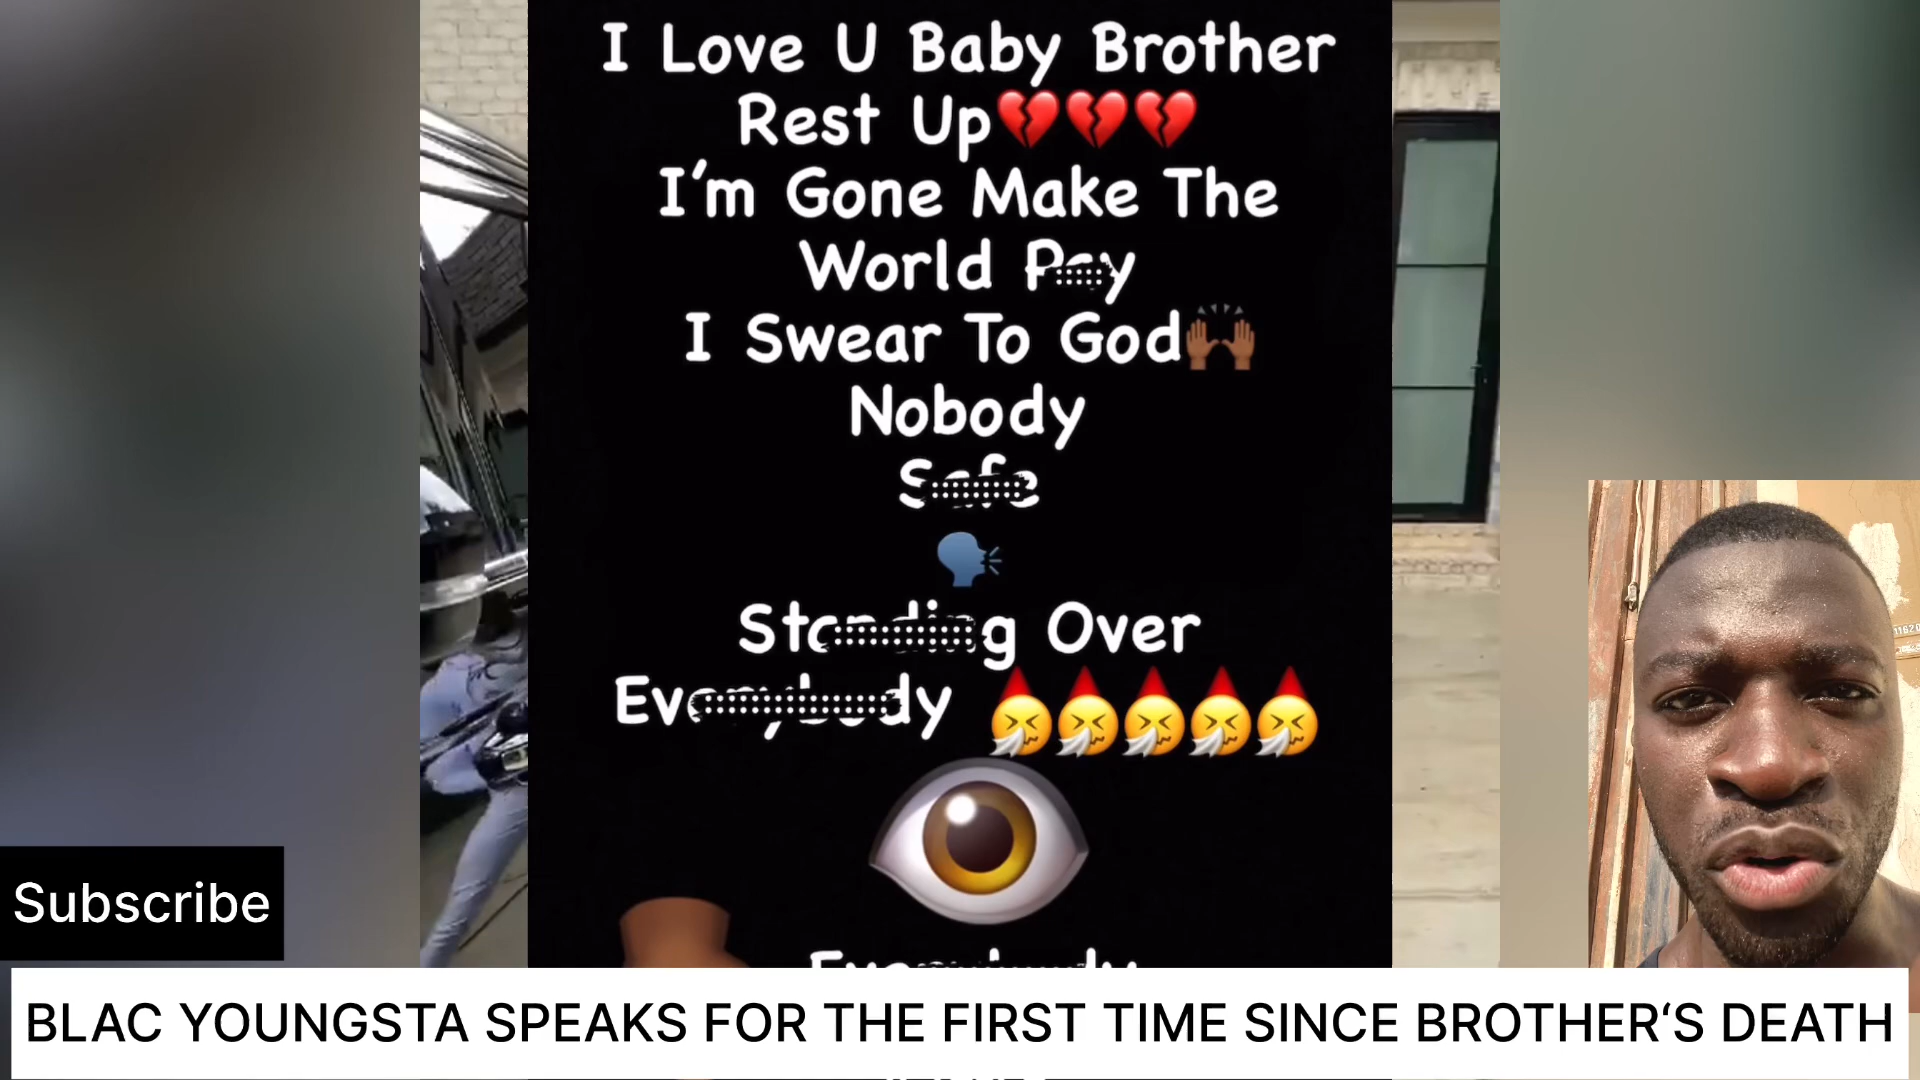 I Love U Baby Brother
Rest Up💔💔💔
I'm Gone Make The
World Pay
I Swear To God🙌🏾
Nobody
Safe
🗣
Standing Over
Everybody 🤧🤧🤧🤧🤧
👁
Everybody
Subscribe
BLAC YOUNGSTA SPEAKS FOR THE FIRST TIME SINCE BROTHER‘S DEATH